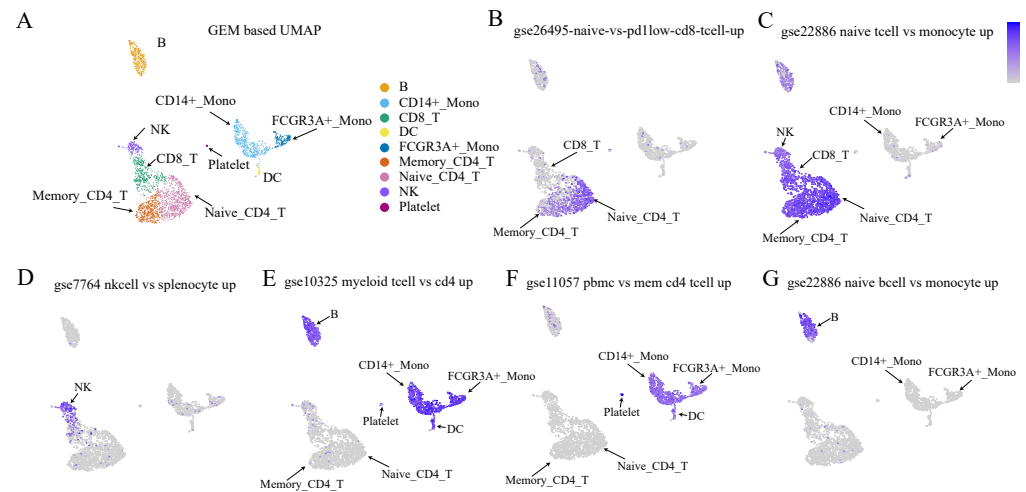 A
GEM based UMAP
B
CD14+_Mono
FCGR3A+_Mono
NK
CD8_T
Platelet
DC
Memory_CD4_T
Naive_CD4_T
B
CD14+_Mono
CD8_T
DC
FCGR3A+_Mono
Memory_CD4_T
Naive_CD4_T
NK
Platelet
B
gse26495-naive-vs-pd1low-cd8-tcell-up
CD8_T
Naive_CD4_T
Memory_CD4_T
C
gse22886 naive tcell vs monocyte up
CD14+_Mono
FCGR3A+_Mono
NK
CD8_T
Naive_CD4_T
Memory_CD4_T
D
gse7764 nkcell vs splenocyte up
NK
E
gse10325 myeloid tcell vs cd4 up
B
CD14+_Mono
FCGR3A+_Mono
Platelet
DC
Memory_CD4_T
Naive_CD4_T
F
gse11057 pbmc vs mem cd4 tcell up
CD14+_Mono
FCGR3A+_Mono
Platelet
DC
Naive_CD4_T
Memory_CD4_T
G
gse22886 naive bcell vs monocyte up
B
CD14+_Mono
FCGR3A+_Mono